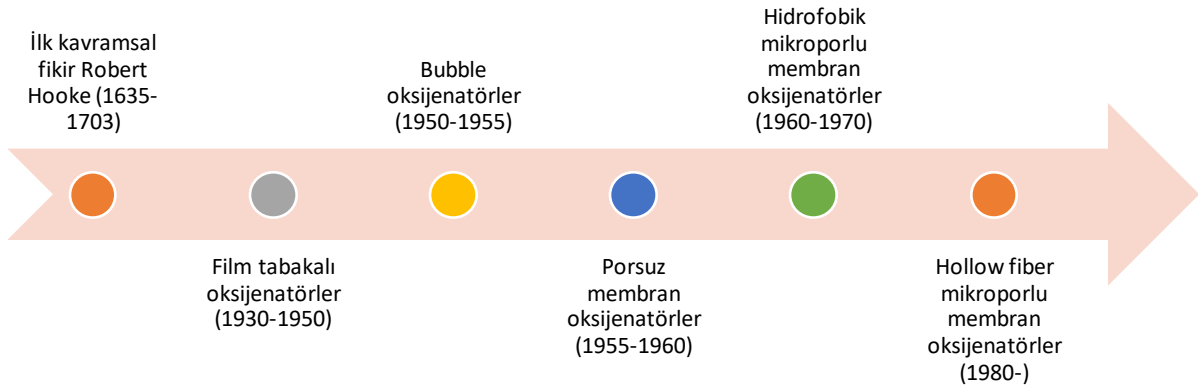 İlk kavramsal
fikir Robert
Hooke (1635-
1703)
Film tabakalı
oksijenatörler
(1930-1950)
Bubble
oksijenatörler
(1950-1955)
Porsuz
membran
oksijenatörler
(1955-1960)
Hidrofobik
mikroporlu
membran
oksijenatörler
(1960-1970)
Hollow fiber
mikroporlu
membran
oksijenatörler
(1980-)